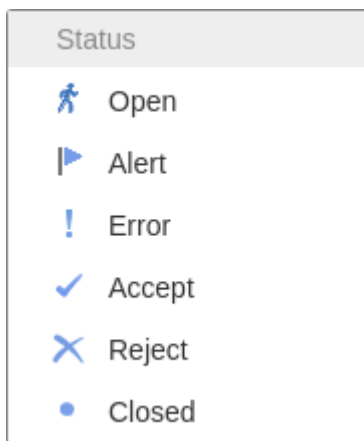 Status
Open
Alert
Error
Accept
Reject
Closed